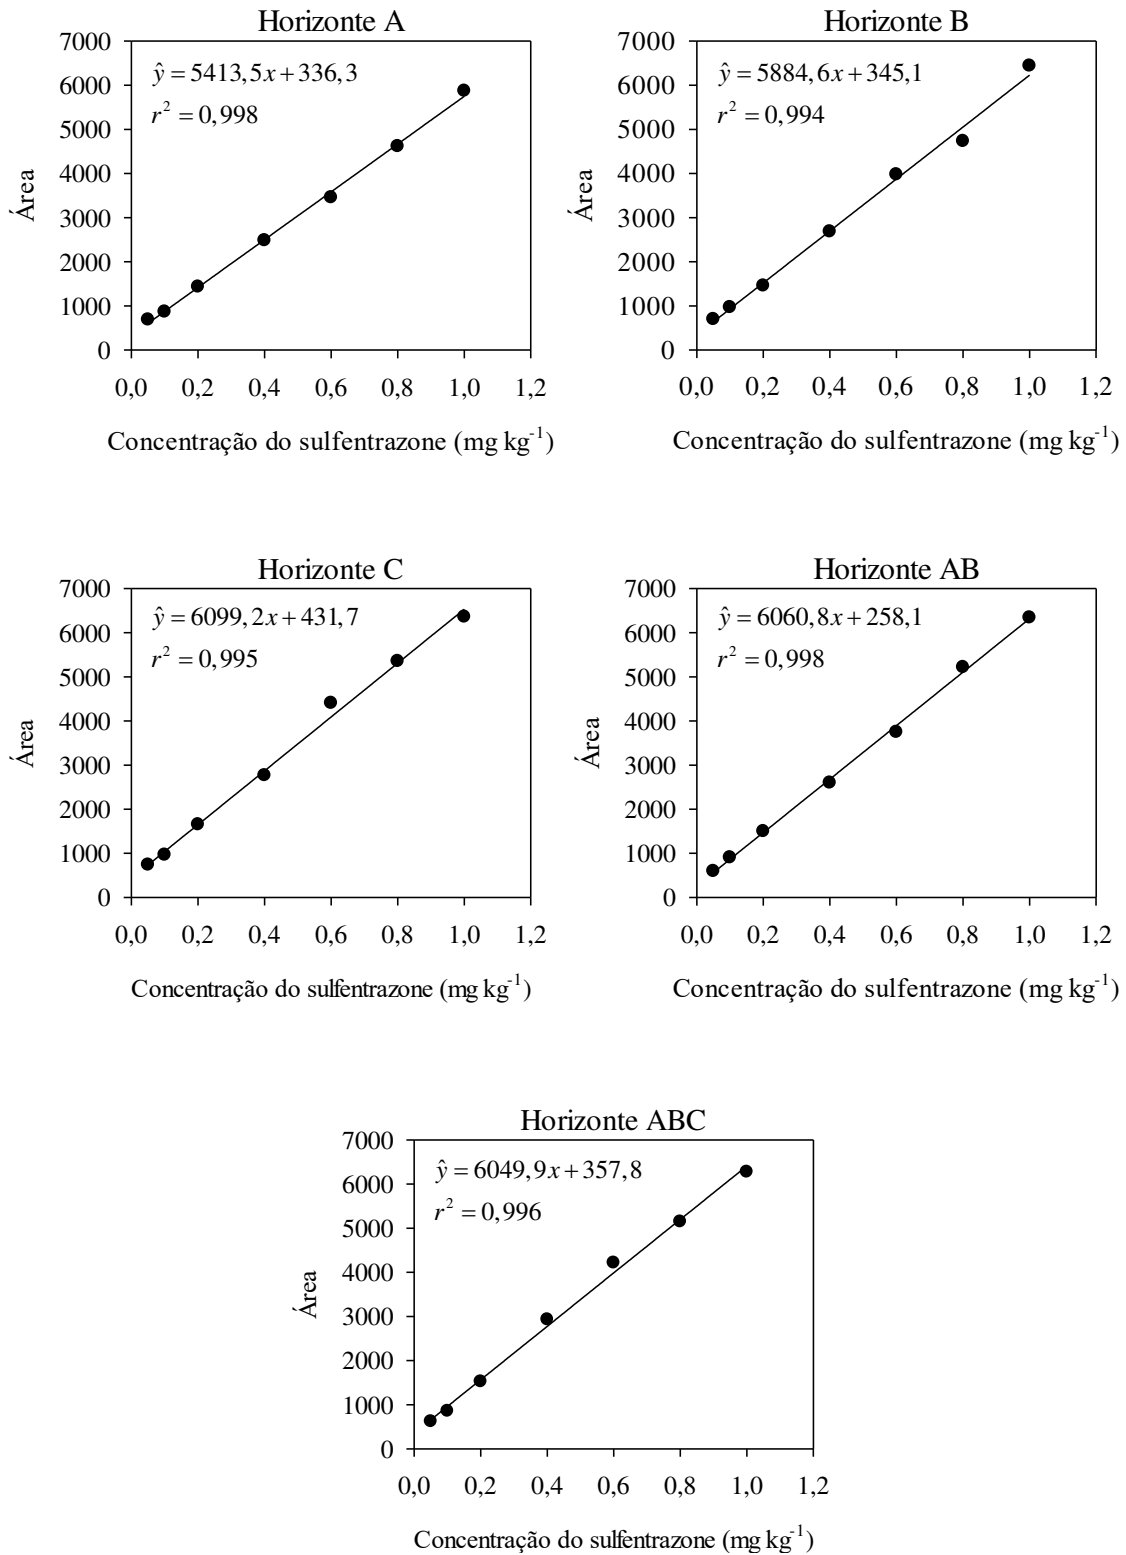 Horizonte A
ŷ = 5413,5x + 336,3
r² = 0,998
7000
6000
5000
4000
3000
2000
1000
0
Área
0,0 0,2 0,4 0,6 0,8 1,0 1,2
Concentração do sulfentrazone (mg kg⁻¹)
Horizonte B
ŷ = 5884,6x + 345,1
r² = 0,994
7000
6000
5000
4000
3000
2000
1000
0
Área
0,0 0,2 0,4 0,6 0,8 1,0 1,2
Concentração do sulfentrazone (mg kg⁻¹)
Horizonte C
ŷ = 6099,2x + 431,7
r² = 0,995
7000
6000
5000
4000
3000
2000
1000
0
Área
0,0 0,2 0,4 0,6 0,8 1,0 1,2
Concentração do sulfentrazone (mg kg⁻¹)
Horizonte AB
ŷ = 6060,8x + 258,1
r² = 0,998
7000
6000
5000
4000
3000
2000
1000
0
Área
0,0 0,2 0,4 0,6 0,8 1,0 1,2
Concentração do sulfentrazone (mg kg⁻¹)
Horizonte ABC
ŷ = 6049,9x + 357,8
r² = 0,996
7000
6000
5000
4000
3000
2000
1000
0
Área
0,0 0,2 0,4 0,6 0,8 1,0 1,2
Concentração do sulfentrazone (mg kg⁻¹)